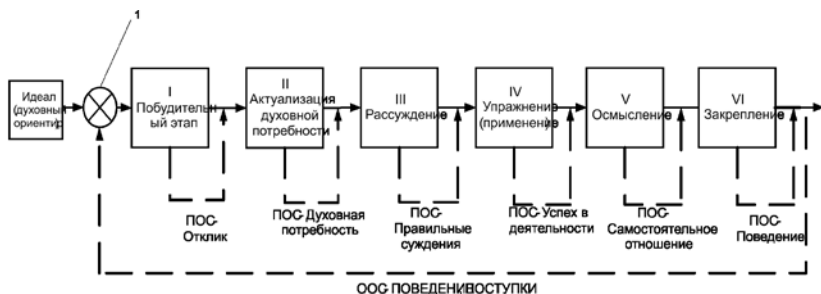 1
Идеал
(духовный
ориентир
I
Побудительн
ый этап
II
Актуализация
духовной
потребности
III
Рассуждение
IV
Упражнение
(применение)
V
Осмысление
VI
Закрепление
ПОС-
Отклик
ПОС-Духовная
потребность
ПОС-
Правильные
суждения
ПОС-Успех в
деятельности
ПОС-
Самостоятельное
отношение
ПОС-
Поведение
ООС-ПОВЕДЕНИЕ\ПОСТУПКИ